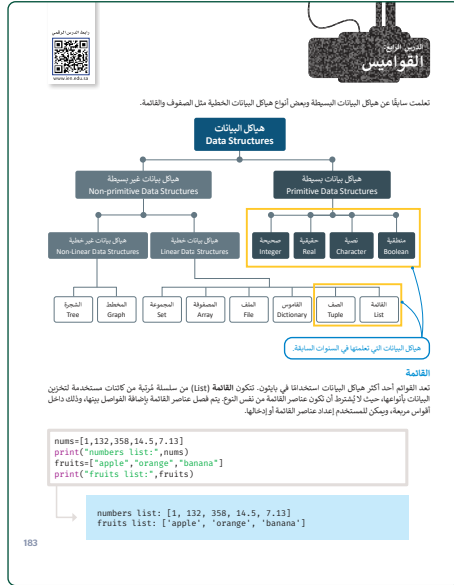 رابط الدرس الرقمي
www.ien.edu.sa
الدرس الرابع
القواميس
تعلمت سابقًا عن هياكل البيانات البسيطة وبعض أنواع هياكل البيانات الخطية مثل الصفوف والقائمة.
هياكل البيانات
Data Structures
هياكل بيانات بسيطة
Primitive Data Structures
هياكل بيانات غير بسيطة
Non-primitive Data Structures
منطقية
Boolean
نصية
Character
حقيقية
Real
صحيحة
Integer
هياكل بيانات خطية
Linear Data Structures
هياكل بيانات غير خطية
Non-Linear Data Structures
القائمة
List
الصف
Tuple
القاموس
Dictionary
الملف
File
المصفوفة
Array
المجموعة
Set
المخطط
Graph
الشجرة
Tree
هياكل البيانات التي تعلمتها في السنوات السابقة.
القائمة
تعد القوائم أحد أكثر هياكل البيانات استخدامًا في بايثون. تتكون القائمة (List) من سلسلة مُرتبة من كائنات مستخدمة لتخزين
البيانات بأنواعها، حيث لا يُشترط أن تكون عناصر القائمة من نفس النوع. يتم فصل عناصر القائمة بإضافة الفواصل بينها، وذلك داخل
أقواس مربعة، ويمكن للمستخدم إعداد عناصر القائمة أو إدخالها.
nums=[1,132,358,14.5,7.13]
print("numbers list:",nums)
fruits=["apple","orange","banana"]
print("fruits list:",fruits)
numbers list: [1, 132, 358, 14.5, 7.13]
fruits list: ['apple', 'orange', 'banana']
183